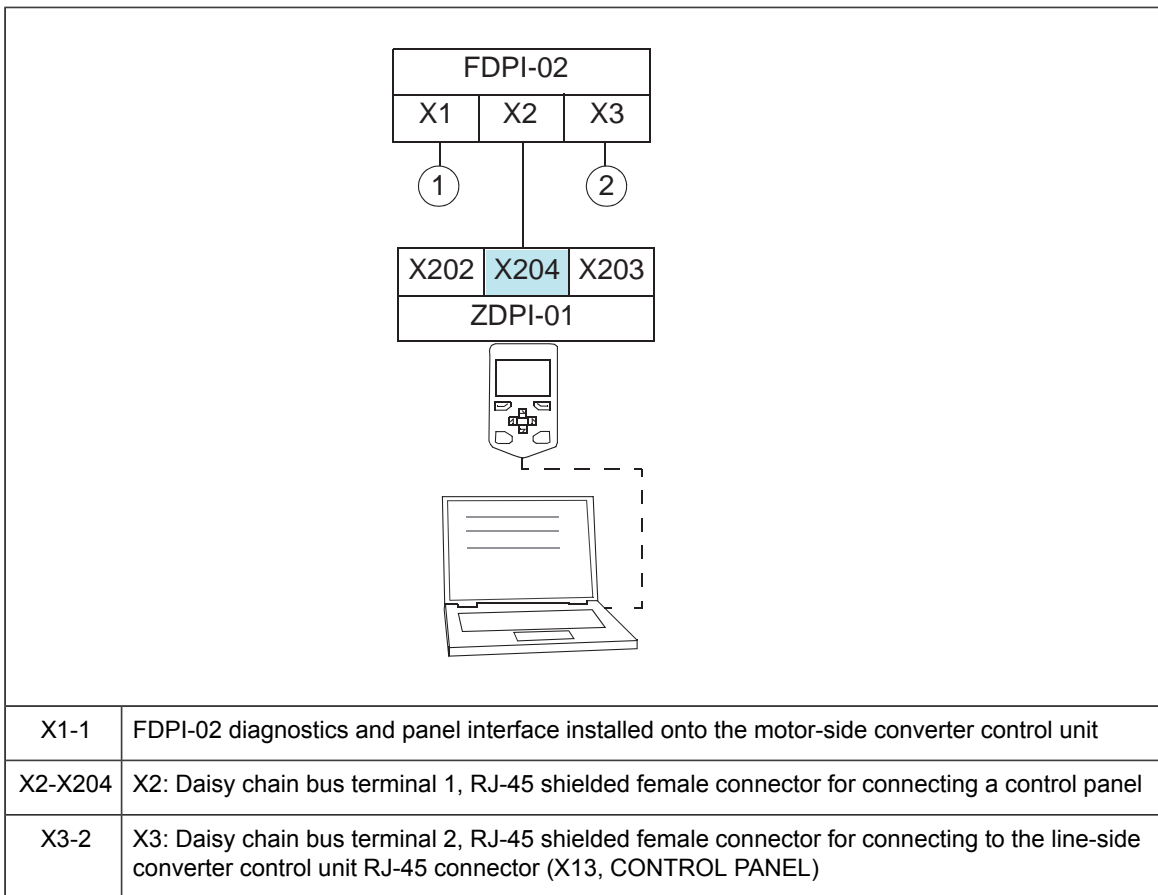 FDPI-02
X1 X2 X3
1 2
X202 X204 X203
ZDPI-01
X1-1 FDPI-02 diagnostics and panel interface installed onto the motor-side converter control unit
X2-X204 X2: Daisy chain bus terminal 1, RJ-45 shielded female connector for connecting a control panel
X3-2 X3: Daisy chain bus terminal 2, RJ-45 shielded female connector for connecting to the line-side
converter control unit RJ-45 connector (X13, CONTROL PANEL)